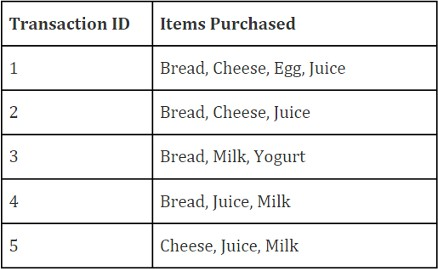 Transaction ID Items Purchased
1 Bread, Cheese, Egg, Juice
2 Bread, Cheese, Juice
3 Bread, Milk, Yogurt
4 Bread, Juice, Milk
5 Cheese, Juice, Milk